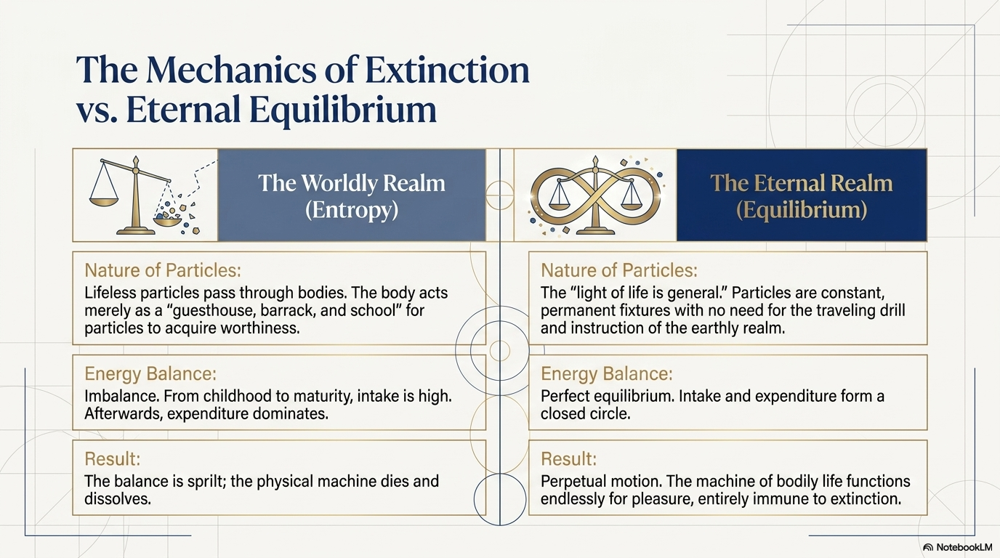 The Mechanics of Extinction
vs. Eternal Equilibrium
The Worldly Realm
(Entropy)
Nature of Particles:
Lifeless particles pass through bodies. The body acts
merely as a “guesthouse, barrack, and school” for
particles to acquire worthiness.
Energy Balance:
Imbalance. From childhood to maturity, intake is high.
Afterwards, expenditure dominates.
Result:
The balance is sprilt; the physical machine dies and
dissolves.
The Eternal Realm
(Equilibrium)
Nature of Particles:
The “light of life is general.” Particles are constant,
permanent fixtures with no need for the traveling drill
and instruction of the earthly realm.
Energy Balance:
Perfect equilibrium. Intake and expenditure form a
closed circle.
Result:
Perpetual motion. The machine of bodily life functions
endlessly for pleasure, entirely immune to extinction.
NotebookLM